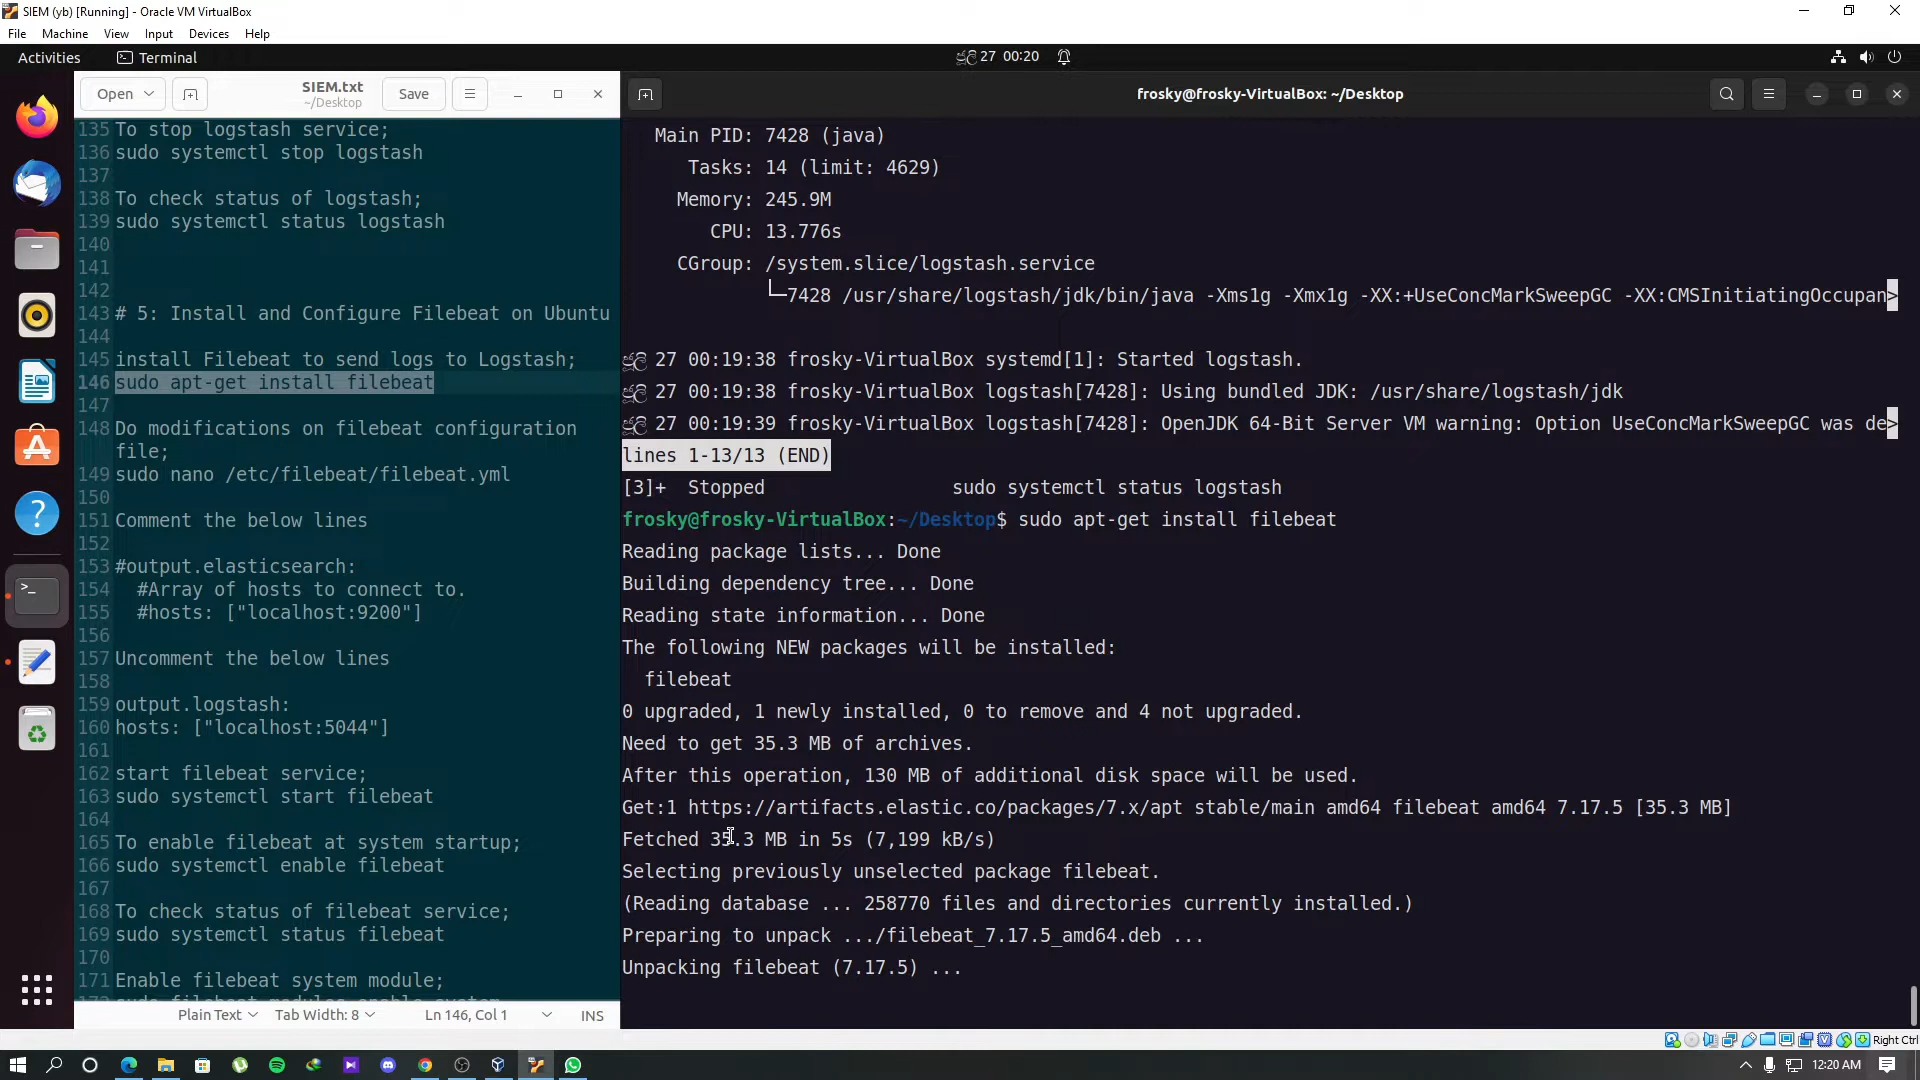 SIEM (yb) [Running] - Oracle VM VirtualBox
File Machine View Input Devices Help
Activities Terminal ජූලි 27 00:20
Open SIEM.txt Save
~/Desktop
135 To stop logstash service;
136 sudo systemctl stop logstash
137
138 To check status of logstash;
139 sudo systemctl status logstash
140
141
142
143 # 5: Install and Configure Filebeat on Ubuntu
144
145 install Filebeat to send logs to Logstash;
146 sudo apt-get install filebeat
147
148 Do modifications on filebeat configuration
file;
149 sudo nano /etc/filebeat/filebeat.yml
150
151 Comment the below lines
152
153 #output.elasticsearch:
154 #Array of hosts to connect to.
155 #hosts: ["localhost:9200"]
156
157 Uncomment the below lines
158
159 output.logstash:
160 hosts: ["localhost:5044"]
161
162 start filebeat service;
163 sudo systemctl start filebeat
164
165 To enable filebeat at system startup;
166 sudo systemctl enable filebeat
167
168 To check status of filebeat service;
169 sudo systemctl status filebeat
170
171 Enable filebeat system module;
Plain Text Tab Width: 8 Ln 146, Col 1 INS
frosky@frosky-VirtualBox: ~/Desktop
Main PID: 7428 (java)
Tasks: 14 (limit: 4629)
Memory: 245.9M
CPU: 13.776s
CGroup: /system.slice/logstash.service
└─7428 /usr/share/logstash/jdk/bin/java -Xms1g -Xmx1g -XX:+UseConcMarkSweepGC -XX:CMSInitiatingOccupan>
ජූලි 27 00:19:38 frosky-VirtualBox systemd[1]: Started logstash.
ජූලි 27 00:19:38 frosky-VirtualBox logstash[7428]: Using bundled JDK: /usr/share/logstash/jdk
ජූලි 27 00:19:39 frosky-VirtualBox logstash[7428]: OpenJDK 64-Bit Server VM warning: Option UseConcMarkSweepGC was de>
lines 1-13/13 (END)
[3]+ Stopped sudo systemctl status logstash
frosky@frosky-VirtualBox:~/Desktop$ sudo apt-get install filebeat
Reading package lists... Done
Building dependency tree... Done
Reading state information... Done
The following NEW packages will be installed:
filebeat
0 upgraded, 1 newly installed, 0 to remove and 4 not upgraded.
Need to get 35.3 MB of archives.
After this operation, 130 MB of additional disk space will be used.
Get:1 https://artifacts.elastic.co/packages/7.x/apt stable/main amd64 filebeat amd64 7.17.5 [35.3 MB]
Fetched 35.3 MB in 5s (7,199 kB/s)
Selecting previously unselected package filebeat.
(Reading database ... 258770 files and directories currently installed.)
Preparing to unpack .../filebeat_7.17.5_amd64.deb ...
Unpacking filebeat (7.17.5) ...
Right Ctrl
12:20 AM